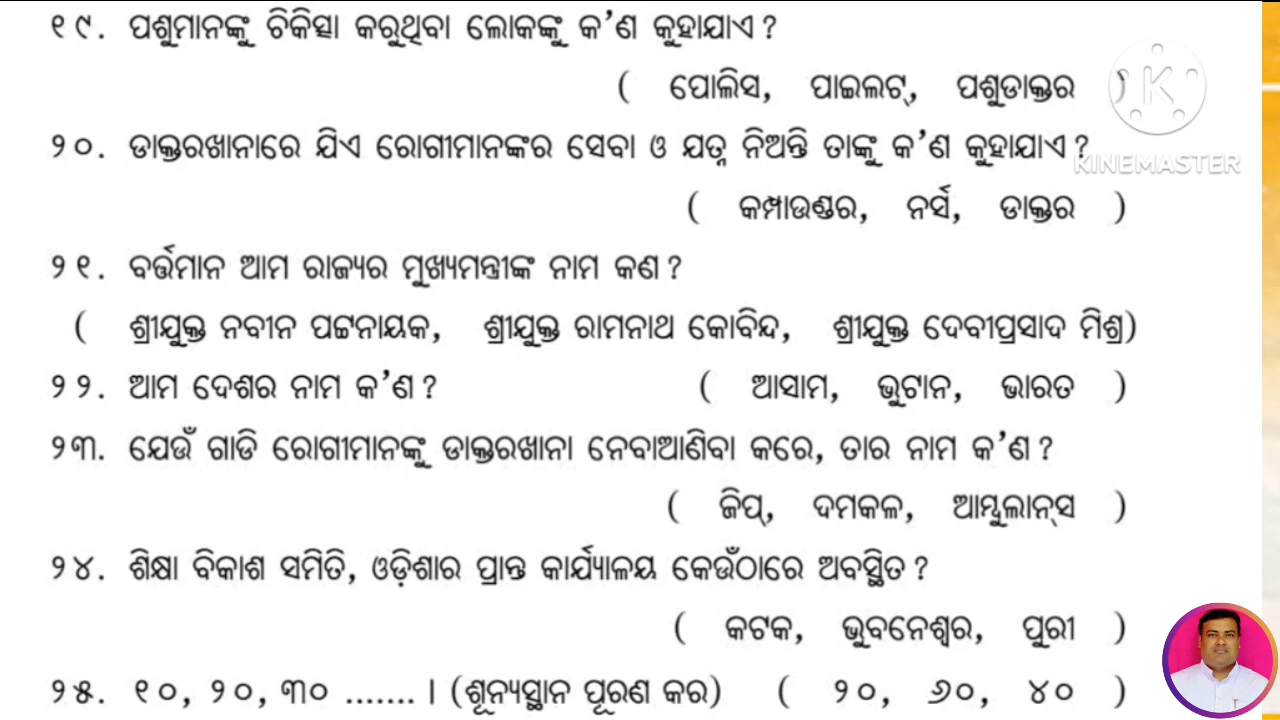 ୧୯. ପଶୁମାନଙ୍କୁ ଚିକିତ୍ସା କରୁଥିବା ଲୋକଙ୍କୁ କ'ଣ କୁହାଯାଏ ?
( ପୋଲିସ, ପାଇଲଟ୍, ପଶୁଡାକ୍ତର )
୨୦. ଡାକ୍ତରଖାନାରେ ଯିଏ ରୋଗୀମାନଙ୍କର ସେବା ଓ ଯତ୍ନ ନିଅନ୍ତି ତାଙ୍କୁ କ'ଣ କୁହାଯାଏ ?
KINEMASTER
( କମ୍ପାଉଣ୍ଡର, ନର୍ସ, ଡାକ୍ତର )
୨୧. ବର୍ତ୍ତମାନ ଆମ ରାଜ୍ୟର ମୁଖ୍ୟମନ୍ତ୍ରୀଙ୍କ ନାମ କଣ ?
( ଶ୍ରୀଯୁକ୍ତ ନବୀନ ପଟ୍ଟନାୟକ, ଶ୍ରୀଯୁକ୍ତ ରାମନାଥ କୋବିନ୍ଦ, ଶ୍ରୀଯୁକ୍ତ ଦେବୀପ୍ରସାଦ ମିଶ୍ର)
୨୨. ଆମ ଦେଶର ନାମ କ'ଣ ? ( ଆସାମ, ଭୁଟାନ, ଭାରତ )
୨୩. ଯେଉଁ ଗାଡି ରୋଗୀମାନଙ୍କୁ ଡାକ୍ତରଖାନା ନେବାଆଣିବା କରେ, ତାର ନାମ କ'ଣ ?
( ଜିପ୍, ଦମକଳ, ଆମ୍ବୁଲାନ୍ସ )
୨୪. ଶିକ୍ଷା ବିକାଶ ସମିତି, ଓଡ଼ିଶାର ପ୍ରାନ୍ତ କାର୍ଯ୍ୟାଳୟ କେଉଁଠାରେ ଅବସ୍ଥିତ ?
( କଟକ, ଭୁବନେଶ୍ୱର, ପୁରୀ )
୨୫. ୧୦, ୨୦, ୩୦ ....... । (ଶୂନ୍ୟସ୍ଥାନ ପୂରଣ କର) ( ୨୦, ୬୦, ୪୦ )